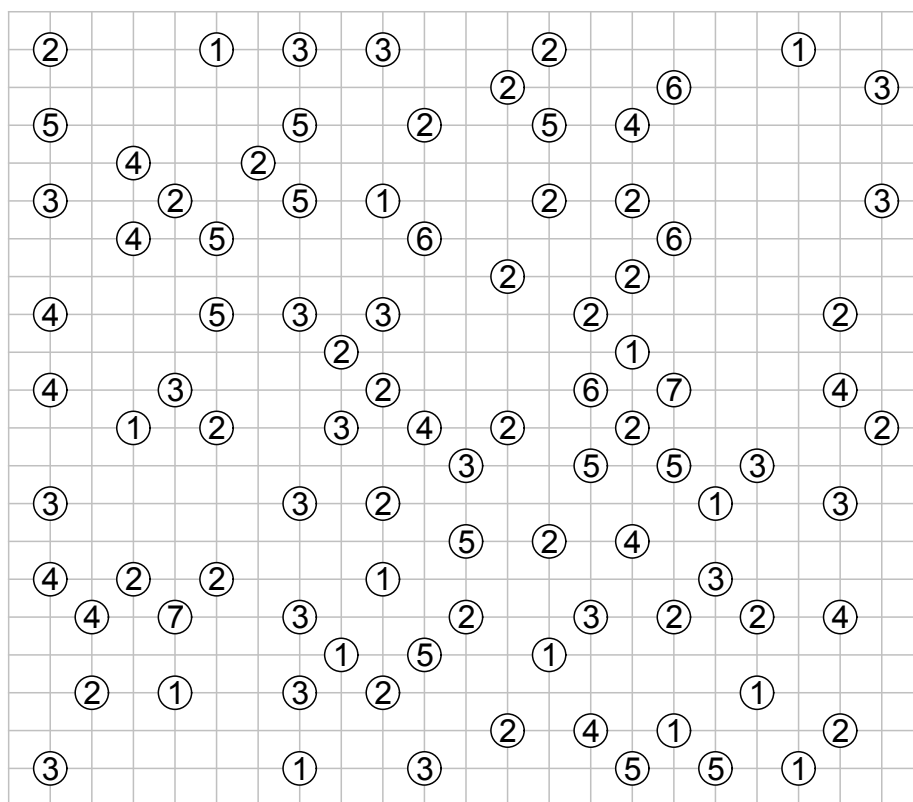 2 1 3 3 2 1
2 6 3
5 5 2 5 4
4 2
3 2 5 1 2 2 3
4 5 6 6
2 2
4 5 3 3 2 2
2 1
4 3 2 6 7 4
1 2 3 4 2 2 2
3 5 5 3
3 3 2 1 3
5 2 4
4 2 2 1 3
4 7 3 2 3 2 2 4
1 5 1
2 1 3 2 1
2 4 1 2
3 1 3 5 5 1